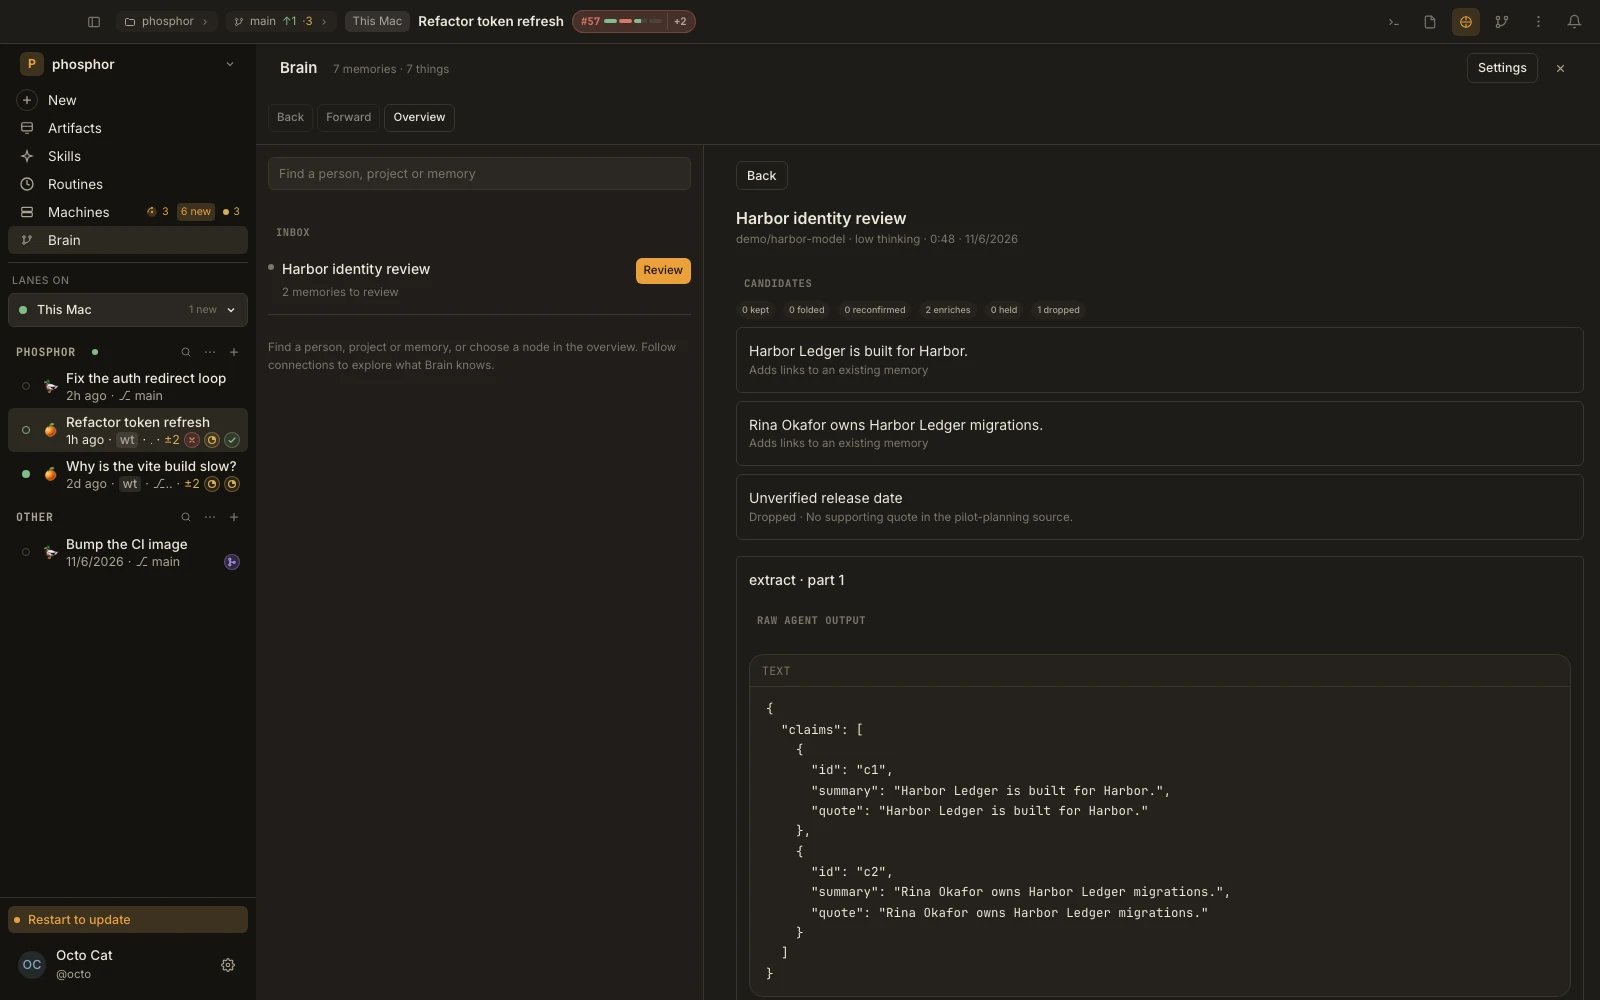 phosphor
main ↑1 ·3
This Mac
Refactor token refresh
#57
+2
P
phosphor
New
Artifacts
Skills
Routines
Machines 3 6 new 3
Brain
LANES ON
This Mac 1 new
PHOSPHOR
Fix the auth redirect loop
2h ago · main
Refactor token refresh
1h ago · wt · . · ±2
Why is the vite build slow?
2d ago · wt · .. · ±2
OTHER
Bump the CI image
11/6/2026 · main
Restart to update
OC
Octo Cat
@octo
Brain 7 memories · 7 things
Settings
Back Forward Overview
Find a person, project or memory
INBOX
Harbor identity review
Review
2 memories to review
Find a person, project or memory, or choose a node in the overview. Follow
connections to explore what Brain knows.
Back
Harbor identity review
demo/harbor-model · low thinking · 0:48 · 11/6/2026
CANDIDATES
0 kept 0 folded 0 reconfirmed 2 enriches 0 held 1 dropped
Harbor Ledger is built for Harbor.
Adds links to an existing memory
Rina Okafor owns Harbor Ledger migrations.
Adds links to an existing memory
Unverified release date
Dropped · No supporting quote in the pilot-planning source.
extract · part 1
RAW AGENT OUTPUT
TEXT
{
"claims": [
{
"id": "c1",
"summary": "Harbor Ledger is built for Harbor.",
"quote": "Harbor Ledger is built for Harbor."
},
{
"id": "c2",
"summary": "Rina Okafor owns Harbor Ledger migrations.",
"quote": "Rina Okafor owns Harbor Ledger migrations."
}
]
}